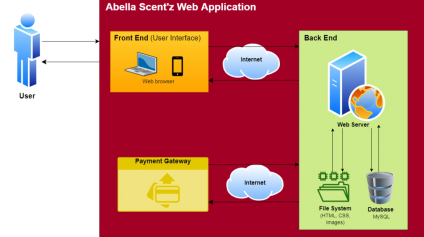 Abella Scent'z Web Application
Front End (User Interface)
Web browser
Internet
Back End
Web Server
User
Payment Gateway
Internet
File System
(HTML, CSS,
Images)
Database
MySQL